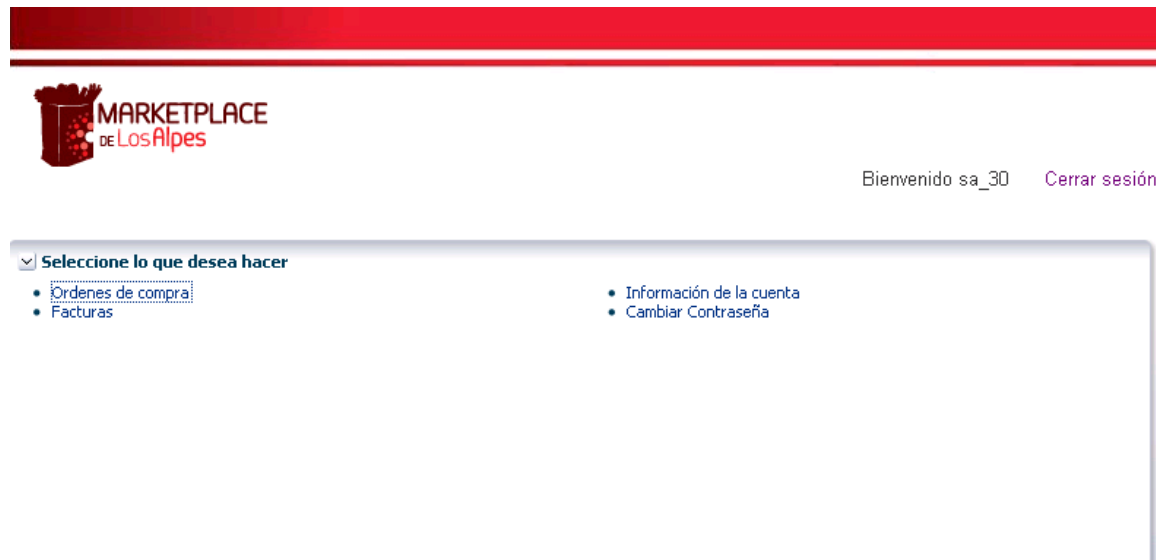 MARKETPLACE
DE Los Alpes
Bienvenido sa_30 Cerrar sesión
Seleccione lo que desea hacer
Ordenes de compra
Facturas
Información de la cuenta
Cambiar Contraseña